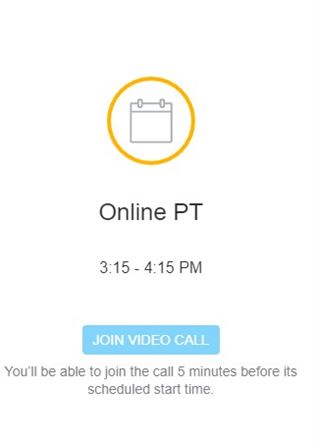 Online PT
3:15 - 4:15 PM
JOIN VIDEO CALL
You'll be able to join the call 5 minutes before its
scheduled start time.